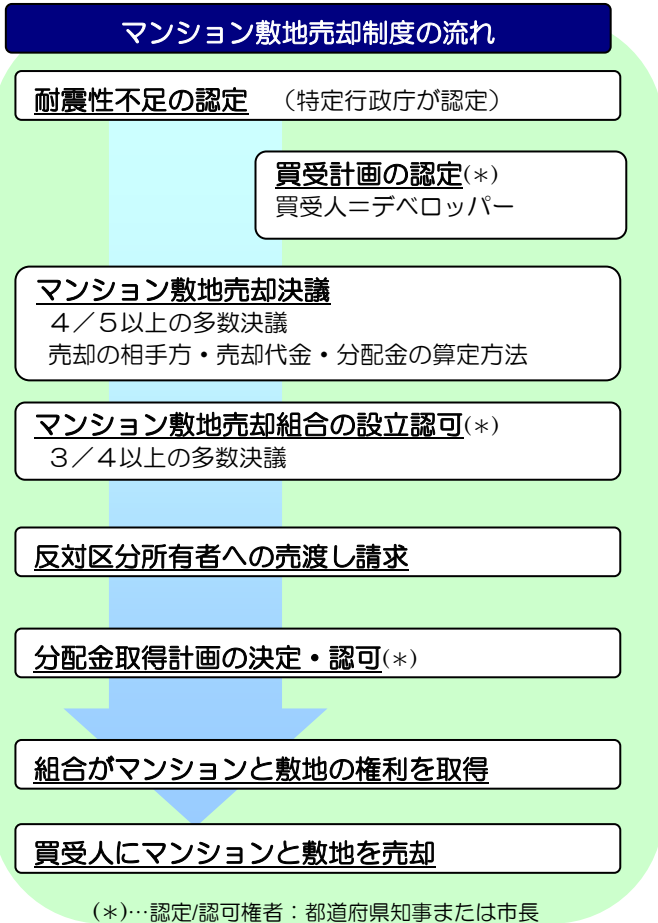 マンション敷地売却制度の流れ
耐震性不足の認定　（特定行政庁が認定）
買受計画の認定(＊)
買受人＝デベロッパー
マンション敷地売却決議
４／５以上の多数決議
売却の相手方・売却代金・分配金の算定方法
マンション敷地売却組合の設立認可(＊)
３／４以上の多数決議
反対区分所有者への売渡し請求
分配金取得計画の決定・認可(＊)
組合がマンションと敷地の権利を取得
買受人にマンションと敷地を売却
(＊)…認定/認可権者：都道府県知事または市長